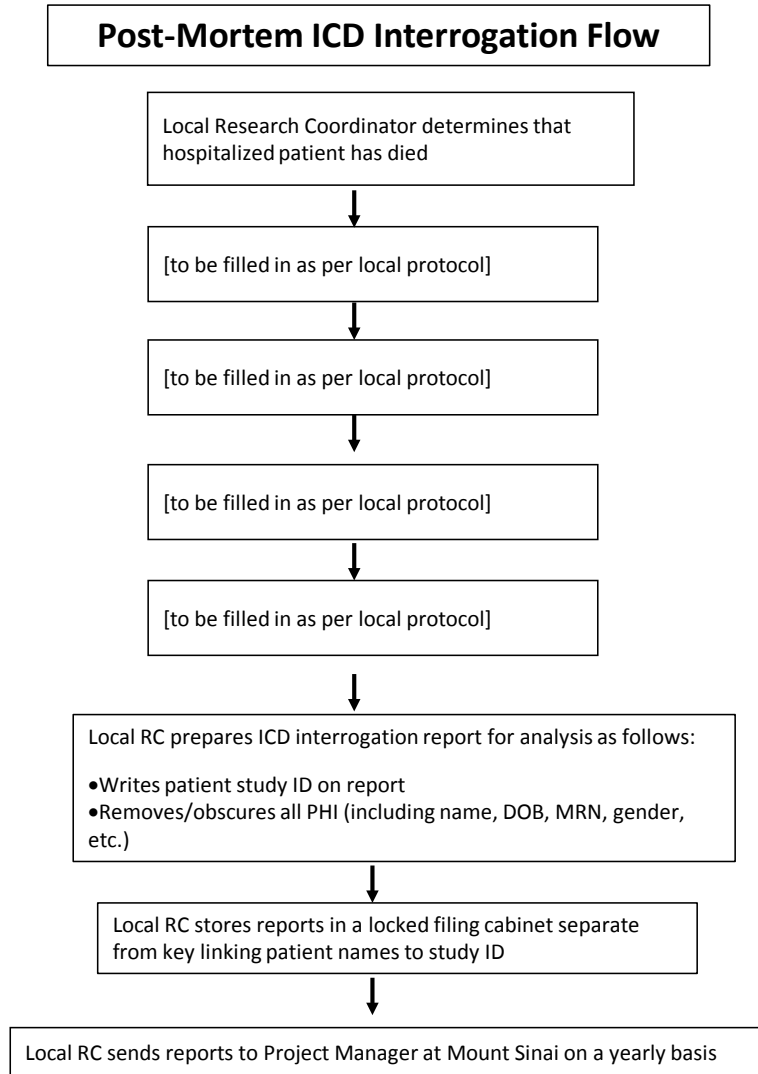 Post-Mortem ICD Interrogation Flow
Local Research Coordinator determines that
hospitalized patient has died
[to be filled in as per local protocol]
[to be filled in as per local protocol]
[to be filled in as per local protocol]
[to be filled in as per local protocol]
Local RC prepares ICD interrogation report for analysis as follows:
•Writes patient study ID on report
•Removes/obscures all PHI (including name, DOB, MRN, gender,
etc.)
Local RC stores reports in a locked filing cabinet separate
from key linking patient names to study ID
Local RC sends reports to Project Manager at Mount Sinai on a yearly basis